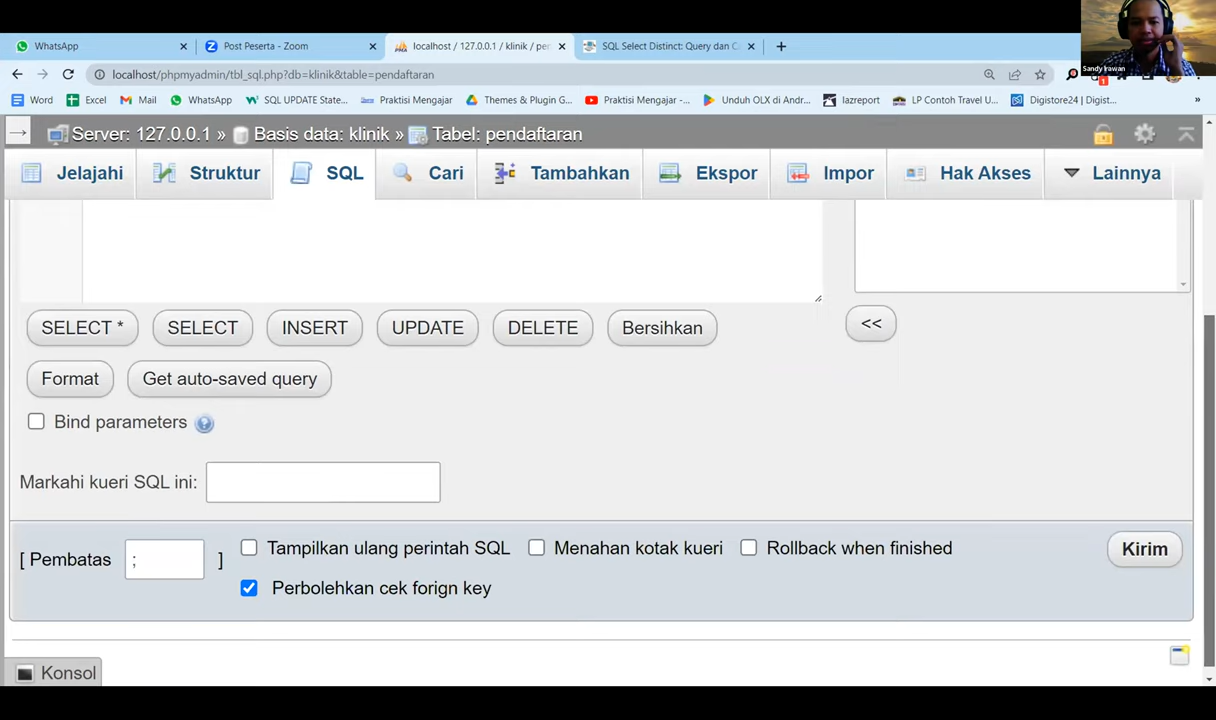 WhatsApp
Post Peserta - Zoom
localhost / 127.0.0.1 / klinik / pe
SQL Select Distinct: Query dan C
localhost/phpmyadmin/tbl_sql.php?db=klinik&table=pendaftaran
Sandy Irawan
Word
Excel
Mail
WhatsApp
SQL UPDATE State...
Praktisi Mengajar
Themes & Plugin G...
Praktisi Mengajar -...
Unduh OLX di Andr...
lazreport
LP Contoh Travel U...
Digistore24 | Digist...
»
Server: 127.0.0.1 » Basis data: klinik » Tabel: pendaftaran
Jelajahi
Struktur
SQL
Cari
Tambahkan
Ekspor
Impor
Hak Akses
Lainnya
SELECT *
SELECT
INSERT
UPDATE
DELETE
Bersihkan
<<
Format
Get auto-saved query
Bind parameters
Markahi kueri SQL ini:
[ Pembatas ; ]
Tampilkan ulang perintah SQL
Menahan kotak kueri
Rollback when finished
Kirim
Perbolehkan cek forign key
Konsol